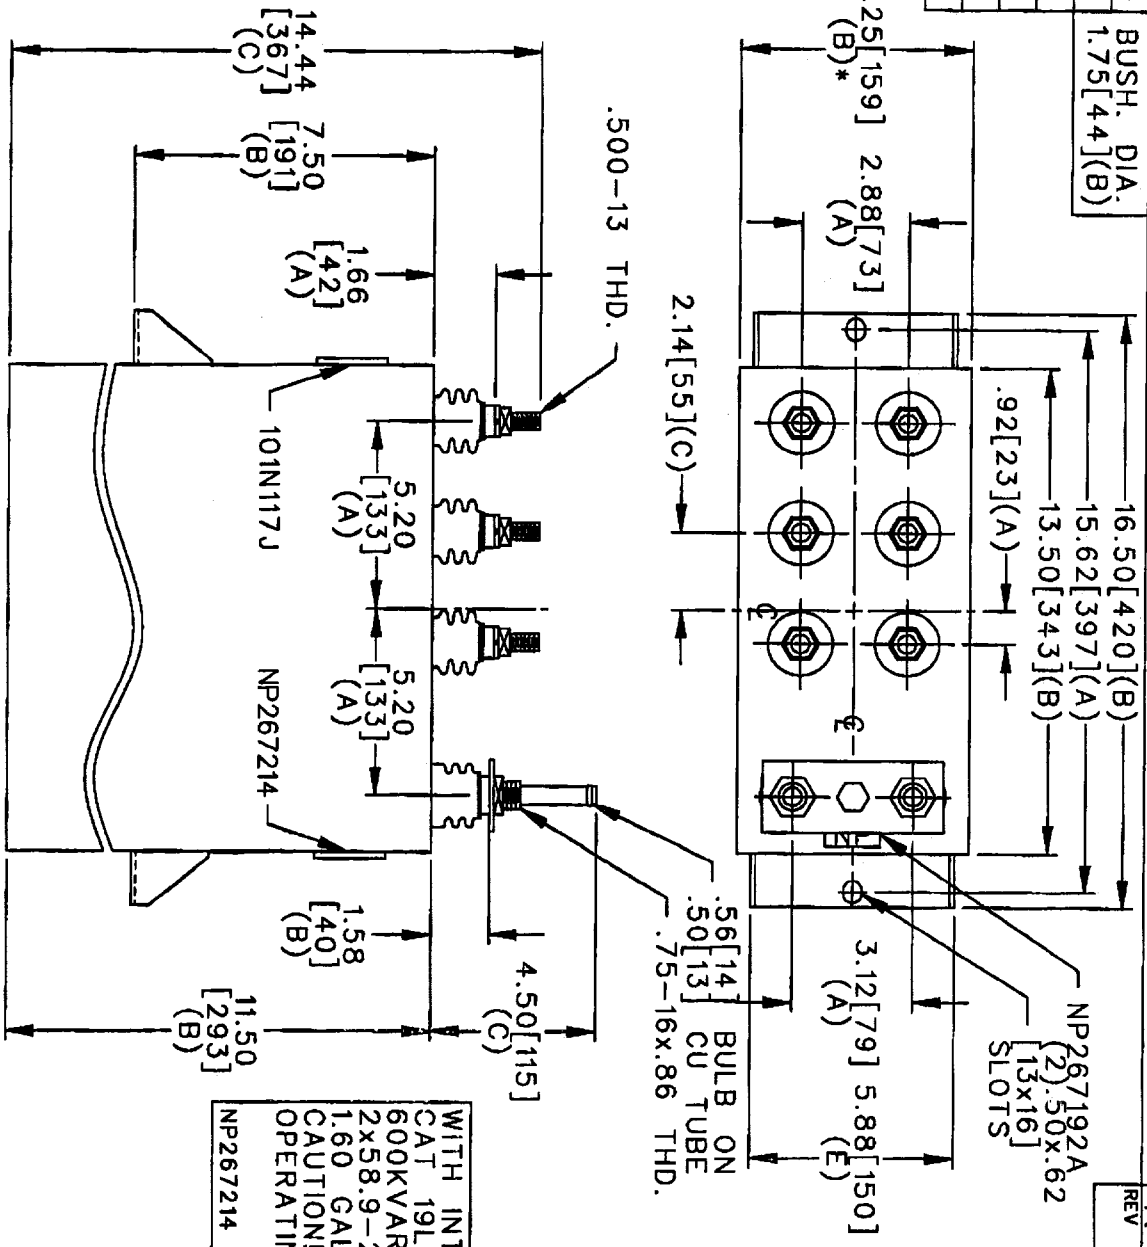 BUSH. DIA.
1.75[44](B)
REV
16.50[420](B)
15.62[397](A)
13.50[343](B)
.92[23](A)
2.14[55](C)
.25[159]
(B)*
2.88[73]
(A)
NP267192A
(2).50x.62
[13x16]
SLOTS
3.12[79]
(A)
5.88[150]
(E)
.500-13 THD.
.56[14] BULB ON
.50[13] CU TUBE
.75-16x.86 THD.
14.44
[367]
(C)
7.50
[191]
(B)
1.66
[42]
(A)
5.20
[133]
(A)
5.20
[133]
(A)
101N117J
NP267214
1.58
[40]
(B)
4.50[115]
(C)
11.50
[293]
(B)
WITH INT
CAT 19L
600KVAR
2x58.9-
1.60 GAL
CAUTION
OPERATIN
NP267214